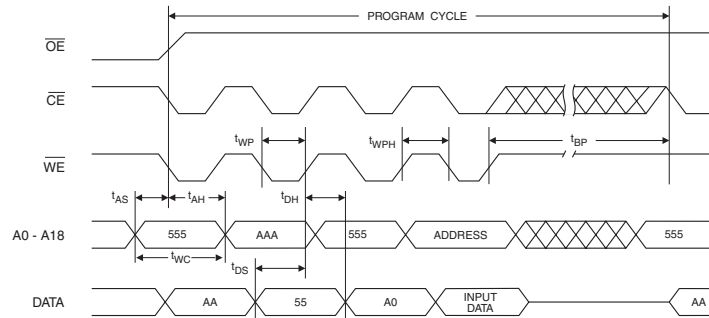 PROGRAM CYCLE
OE
CE
tWP
tWPH
tBP
WE
tAS
tAH
tDH
A0 - A18
555
AAA
555
ADDRESS
555
tWC
tDS
DATA
AA
55
A0
INPUT
DATA
AA